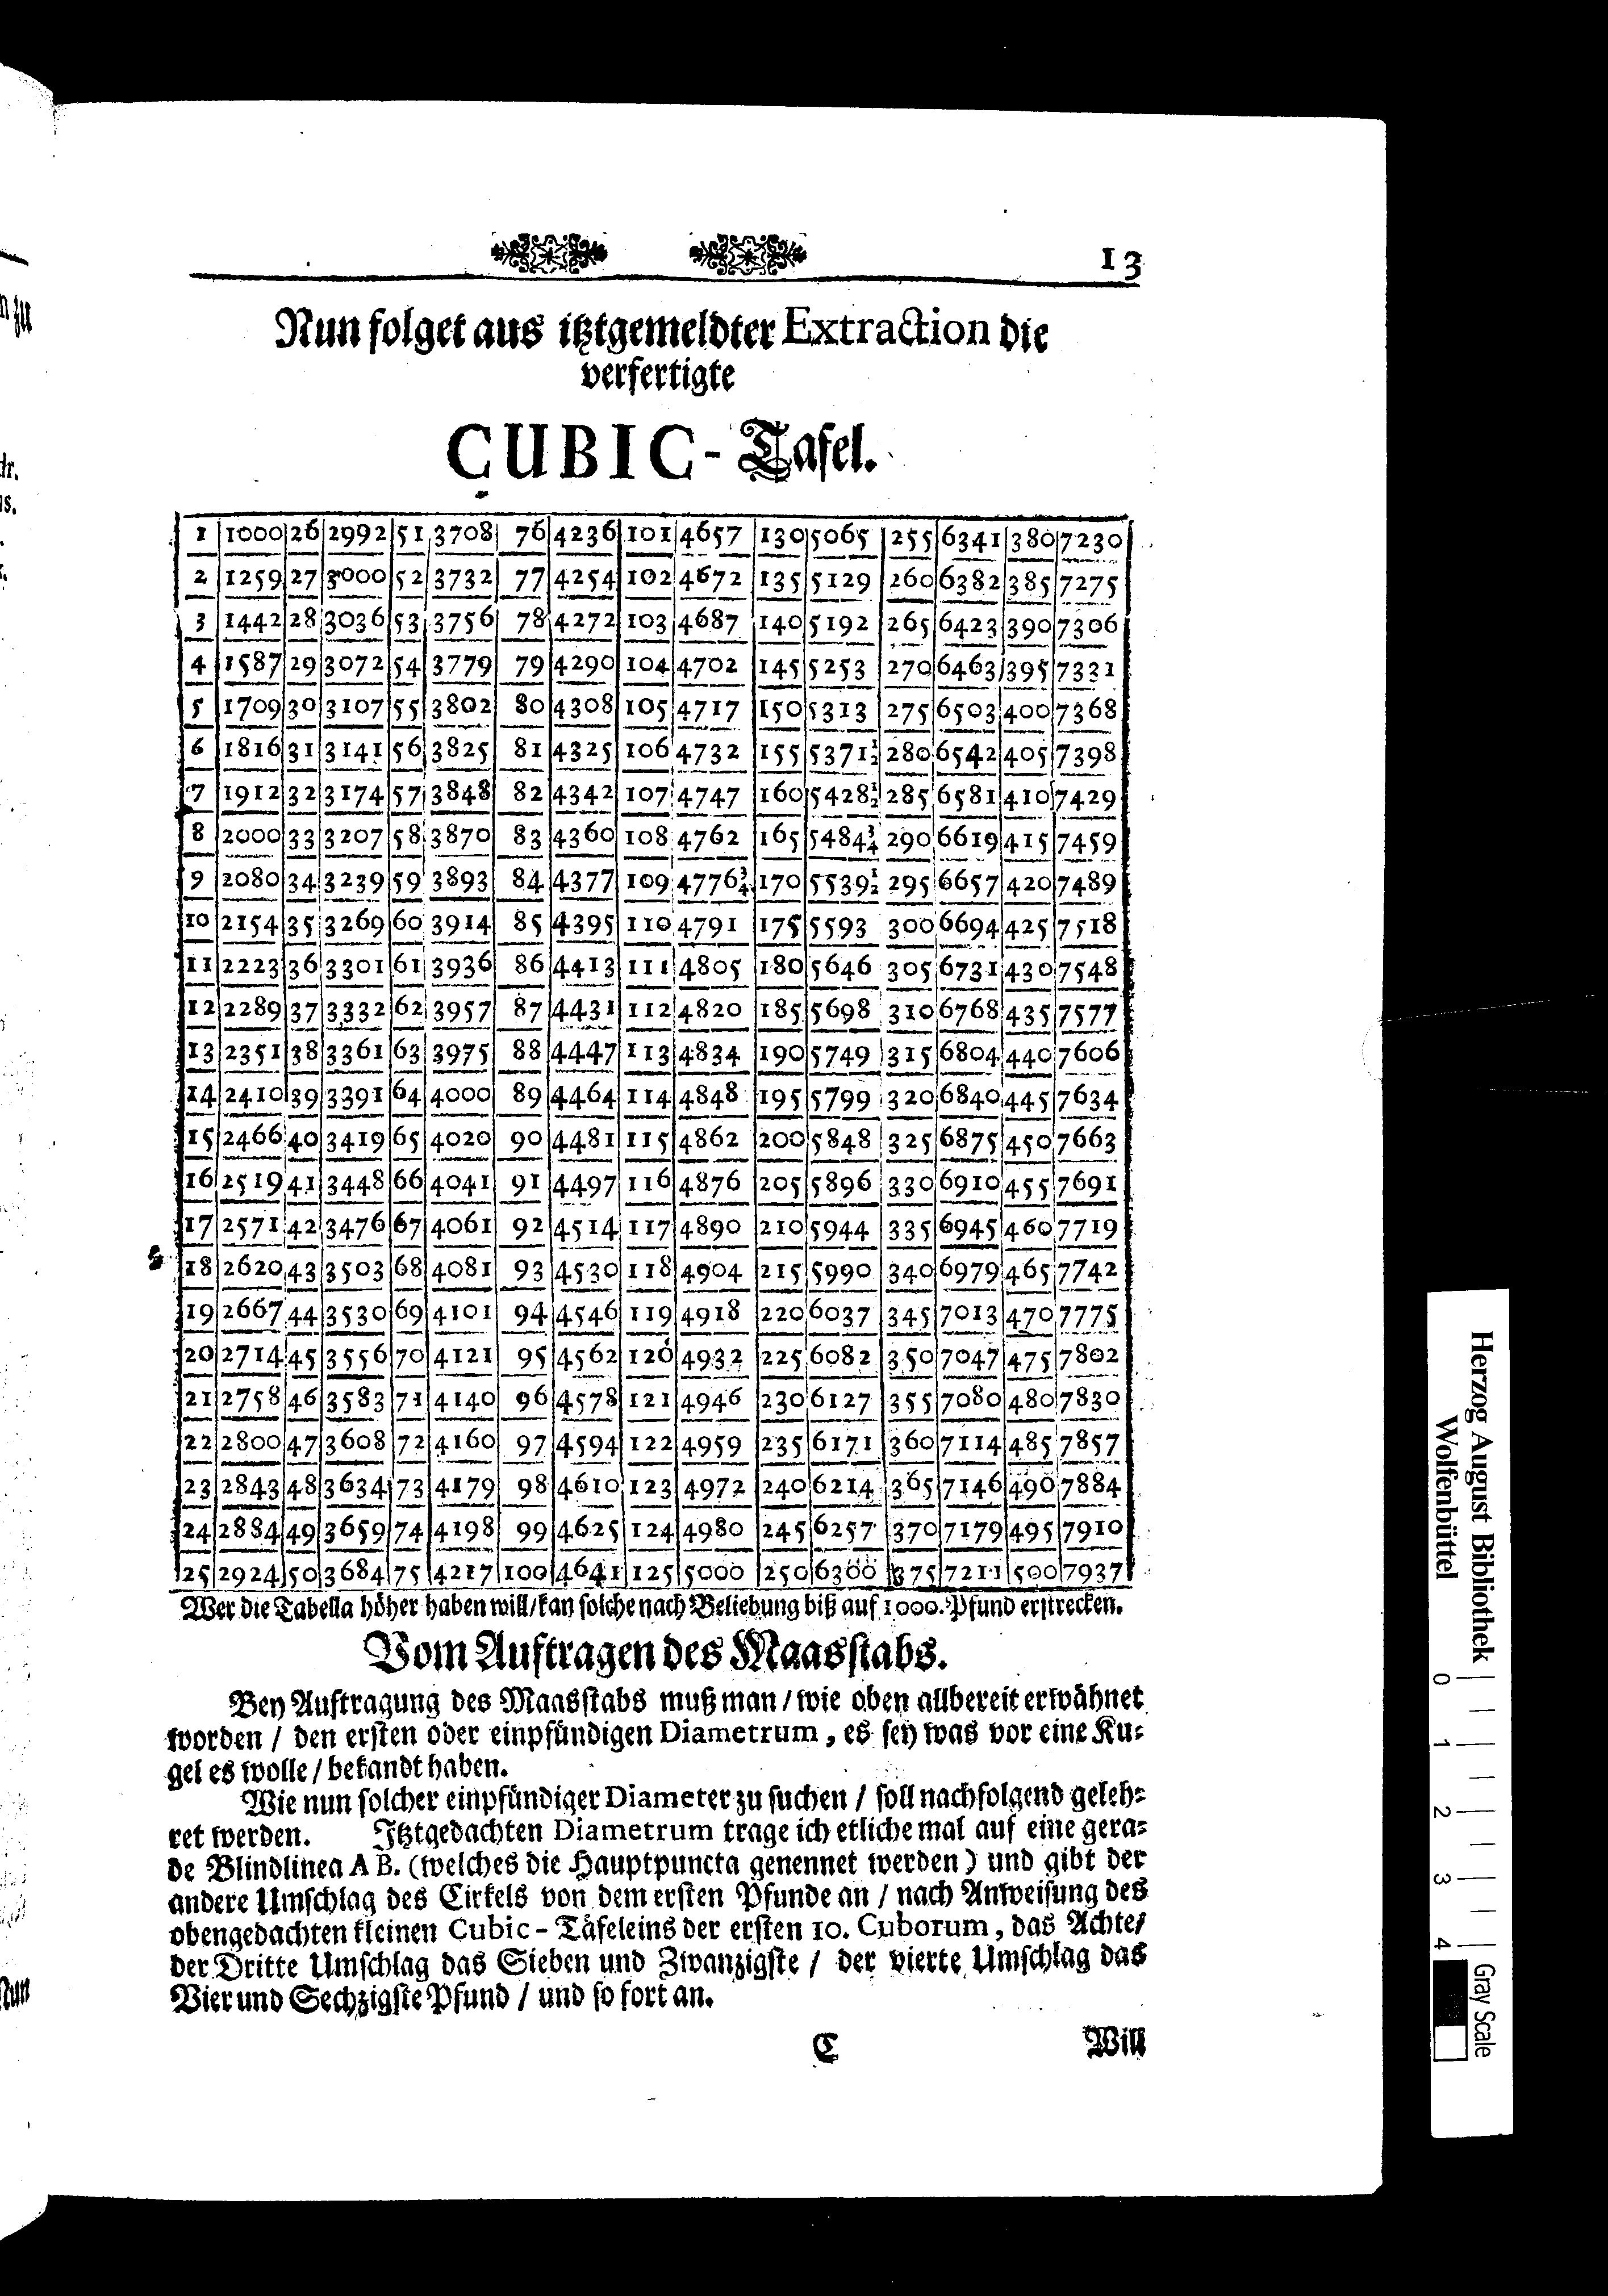 13
Nun folget aus itztgemeldter Extraction die
verfertigte
CUBIC-Tafel.
1 1000 26 2992 51 3708 76 4236 101 4657 130 5065 255 6341 380 7230
2 1259 27 3000 52 3732 77 4254 102 4672 135 5129 260 6382 385 7275
3 1442 28 3036 53 3756 78 4272 103 4687 140 5192 265 6423 390 7306
4 1587 29 3072 54 3779 79 4290 104 4702 145 5253 270 6463 395 7331
5 1709 30 3107 55 3802 80 4308 105 4717 150 5313 275 6503 400 7368
6 1816 31 3141 56 3825 81 4325 106 4732 155 5371½ 280 6542 405 7398
7 1912 32 3174 57 3848 82 4342 107 4747 160 5428½ 285 6581 410 7429
8 2000 33 3207 58 3870 83 4360 108 4762 165 5484¾ 290 6619 415 7459
9 2080 34 3239 59 3893 84 4377 109 4776¾ 170 5539½ 295 6657 420 7489
10 2154 35 3269 60 3914 85 4395 110 4791 175 5593 300 6694 425 7518
11 2223 36 3301 61 3936 86 4413 111 4805 180 5646 305 6731 430 7548
12 2289 37 3332 62 3957 87 4431 112 4820 185 5698 310 6768 435 7577
13 2351 38 3361 63 3975 88 4447 113 4834 190 5749 315 6804 440 7606
14 2410 39 3391 64 4000 89 4464 114 4848 195 5799 320 6840 445 7634
15 2466 40 3419 65 4020 90 4481 115 4862 200 5848 325 6875 450 7663
16 2519 41 3448 66 4041 91 4497 116 4876 205 5896 330 6910 455 7691
17 2571 42 3476 67 4061 92 4514 117 4890 210 5944 335 6945 460 7719
18 2620 43 3503 68 4081 93 4530 118 4904 215 5990 340 6979 465 7742
19 2667 44 3530 69 4101 94 4546 119 4918 220 6037 345 7013 470 7775
20 2714 45 3556 70 4121 95 4562 120 4932 225 6082 350 7047 475 7802
21 2758 46 3583 71 4140 96 4578 121 4946 230 6127 355 7080 480 7830
22 2800 47 3608 72 4160 97 4594 122 4959 235 6171 360 7114 485 7857
23 2843 48 3634 73 4179 98 4610 123 4972 240 6214 365 7146 490 7884
24 2884 49 3659 74 4198 99 4625 124 4980 245 6257 370 7179 495 7910
25 2924 50 3684 75 4217 100 4641 125 5000 250 6300 375 7211 500 7937
Wer die Tabella höher haben will/kan solche nach Beliebung biß auf 1000. Pfund erstrecken.
Vom Auftragen des Maasstabs.
Bey Auftragung des Maasstabs muß man / wie oben allbereit erwähnet
worden / den ersten oder einpfündigen Diametrum, es sey was vor eine Ku-
gel es wolle / bekandt haben.
Wie nun solcher einpfündiger Diameter zu suchen / soll nachfolgend geleh-
ret werden. Jtztgedachten Diametrum trage ich etliche mal auf eine gera-
de Blindlinea A B. (welches die Hauptpuncta genennet werden) und gibt der
andere Umschlag des Cirkels von dem ersten Pfunde an / nach Anweisung des
obengedachten kleinen Cubic-Täfeleins der ersten 10. Cuborum, das Achte/
der Dritte Umschlag das Sieben und Zwanzigste / der vierte Umschlag das
Vier und Sechzigste Pfund / und so fort an.
C Will
Herzog August Bibliothek
Wolfenbüttel
0 1 2 3 4
Gray Scale